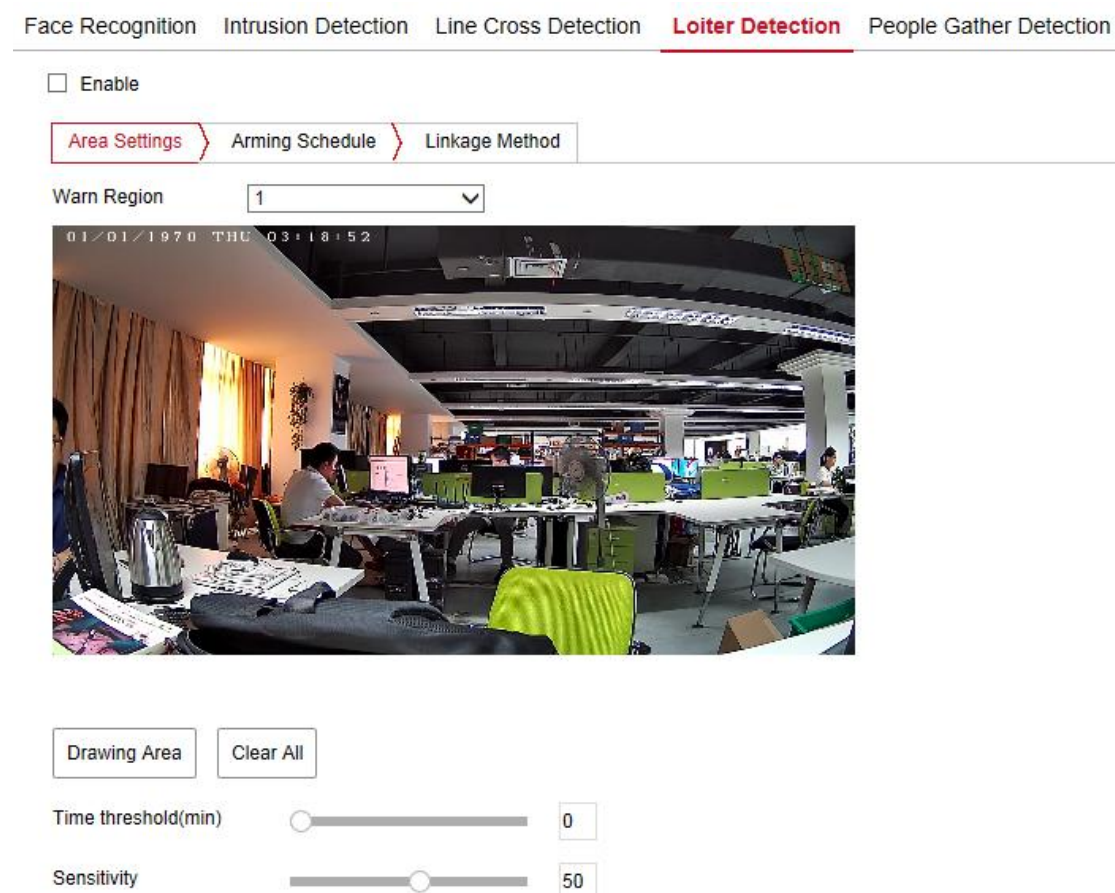 Face Recognition Intrusion Detection Line Cross Detection Loiter Detection People Gather Detection
Enable
Area Settings Arming Schedule Linkage Method
Warn Region 1
01/01/1970 THU 03:18:52
Drawing Area Clear All
Time threshold(min) 0
Sensitivity 50